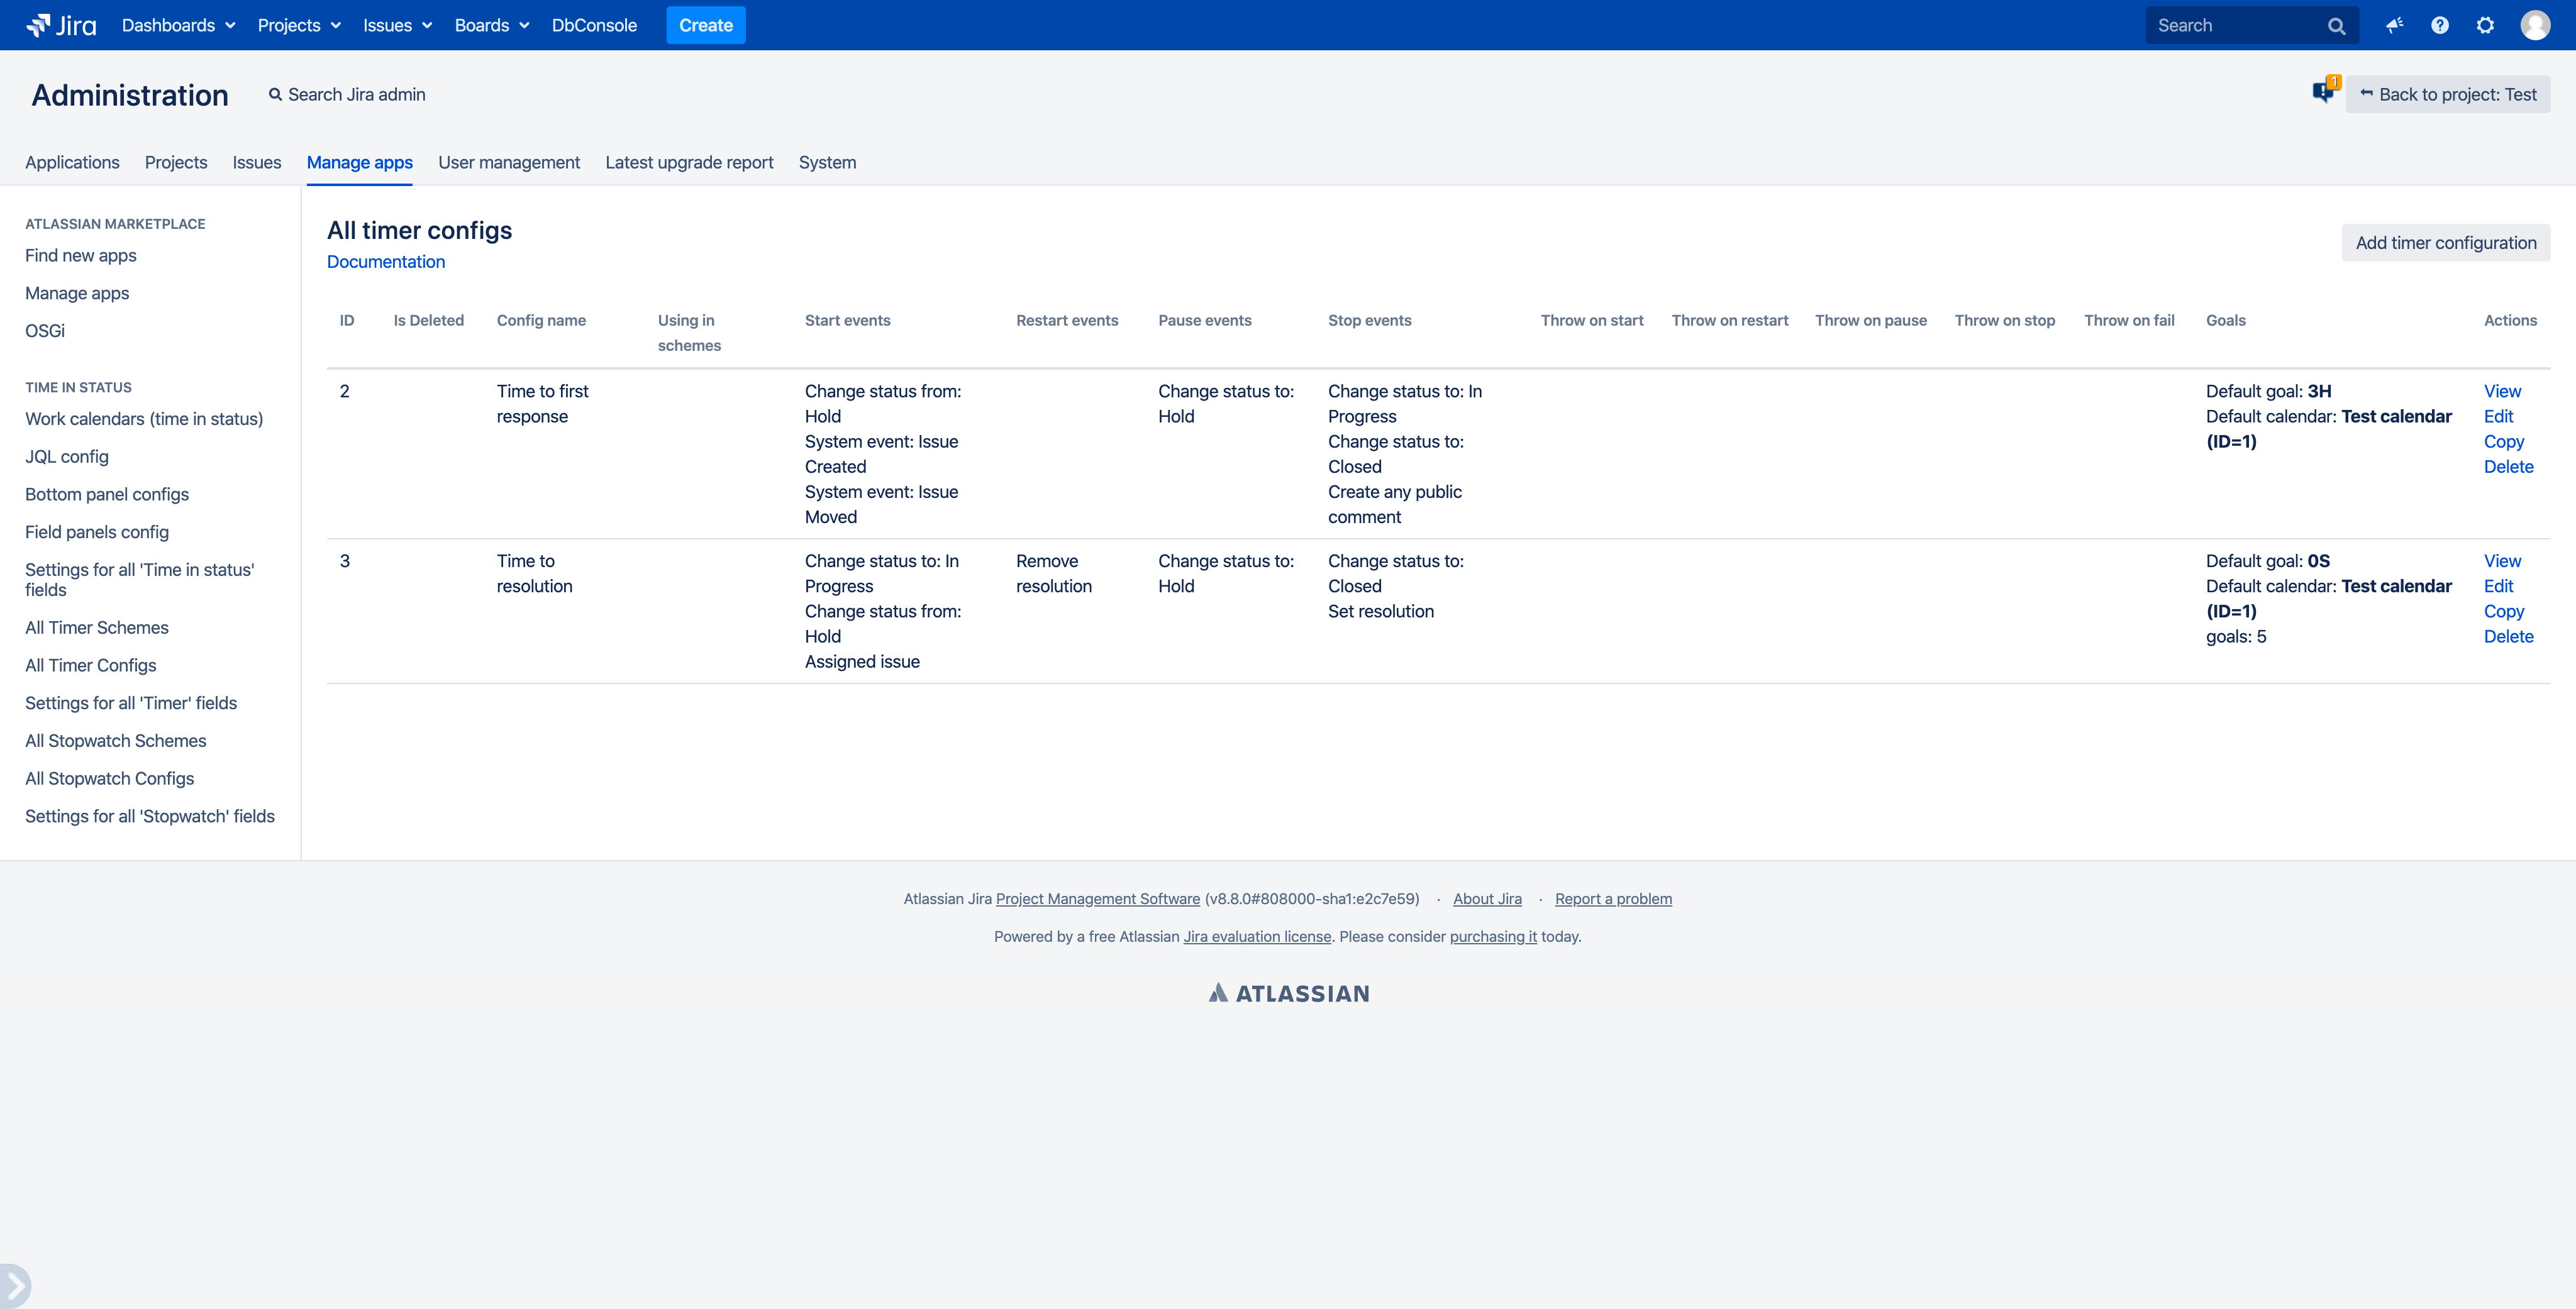 Jira Dashboards Projects Issues Boards DbConsole Create Search
Administration Search Jira admin 1 Back to project: Test
Applications Projects Issues Manage apps User management Latest upgrade report System
ATLASSIAN MARKETPLACE
Find new apps
Manage apps
OSGi
TIME IN STATUS
Work calendars (time in status)
JQL config
Bottom panel configs
Field panels config
Settings for all 'Time in status'
fields
All Timer Schemes
All Timer Configs
Settings for all 'Timer' fields
All Stopwatch Schemes
All Stopwatch Configs
Settings for all 'Stopwatch' fields
All timer configs
Documentation
Add timer configuration
ID Is Deleted Config name Using in Start events Restart events Pause events Stop events Throw on start Throw on restart Throw on pause Throw on stop Throw on fail Goals Actions
schemes
2 Time to first Change status from: Change status to: Change status to: In Default goal: 3H View
response Hold Hold Progress Default calendar: Test calendar Edit
System event: Issue Change status to: (ID=1) Copy
Created Closed Delete
System event: Issue Create any public
Moved comment
3 Time to Change status to: In Remove Change status to: Change status to: Default goal: 0S View
resolution Progress resolution Hold Closed Default calendar: Test calendar Edit
Change status from: Set resolution (ID=1) Copy
Hold goals: 5 Delete
Assigned issue
Atlassian Jira Project Management Software (v8.8.0#808000-sha1:e2c7e59) · About Jira · Report a problem
Powered by a free Atlassian Jira evaluation license. Please consider purchasing it today.
ATLASSIAN